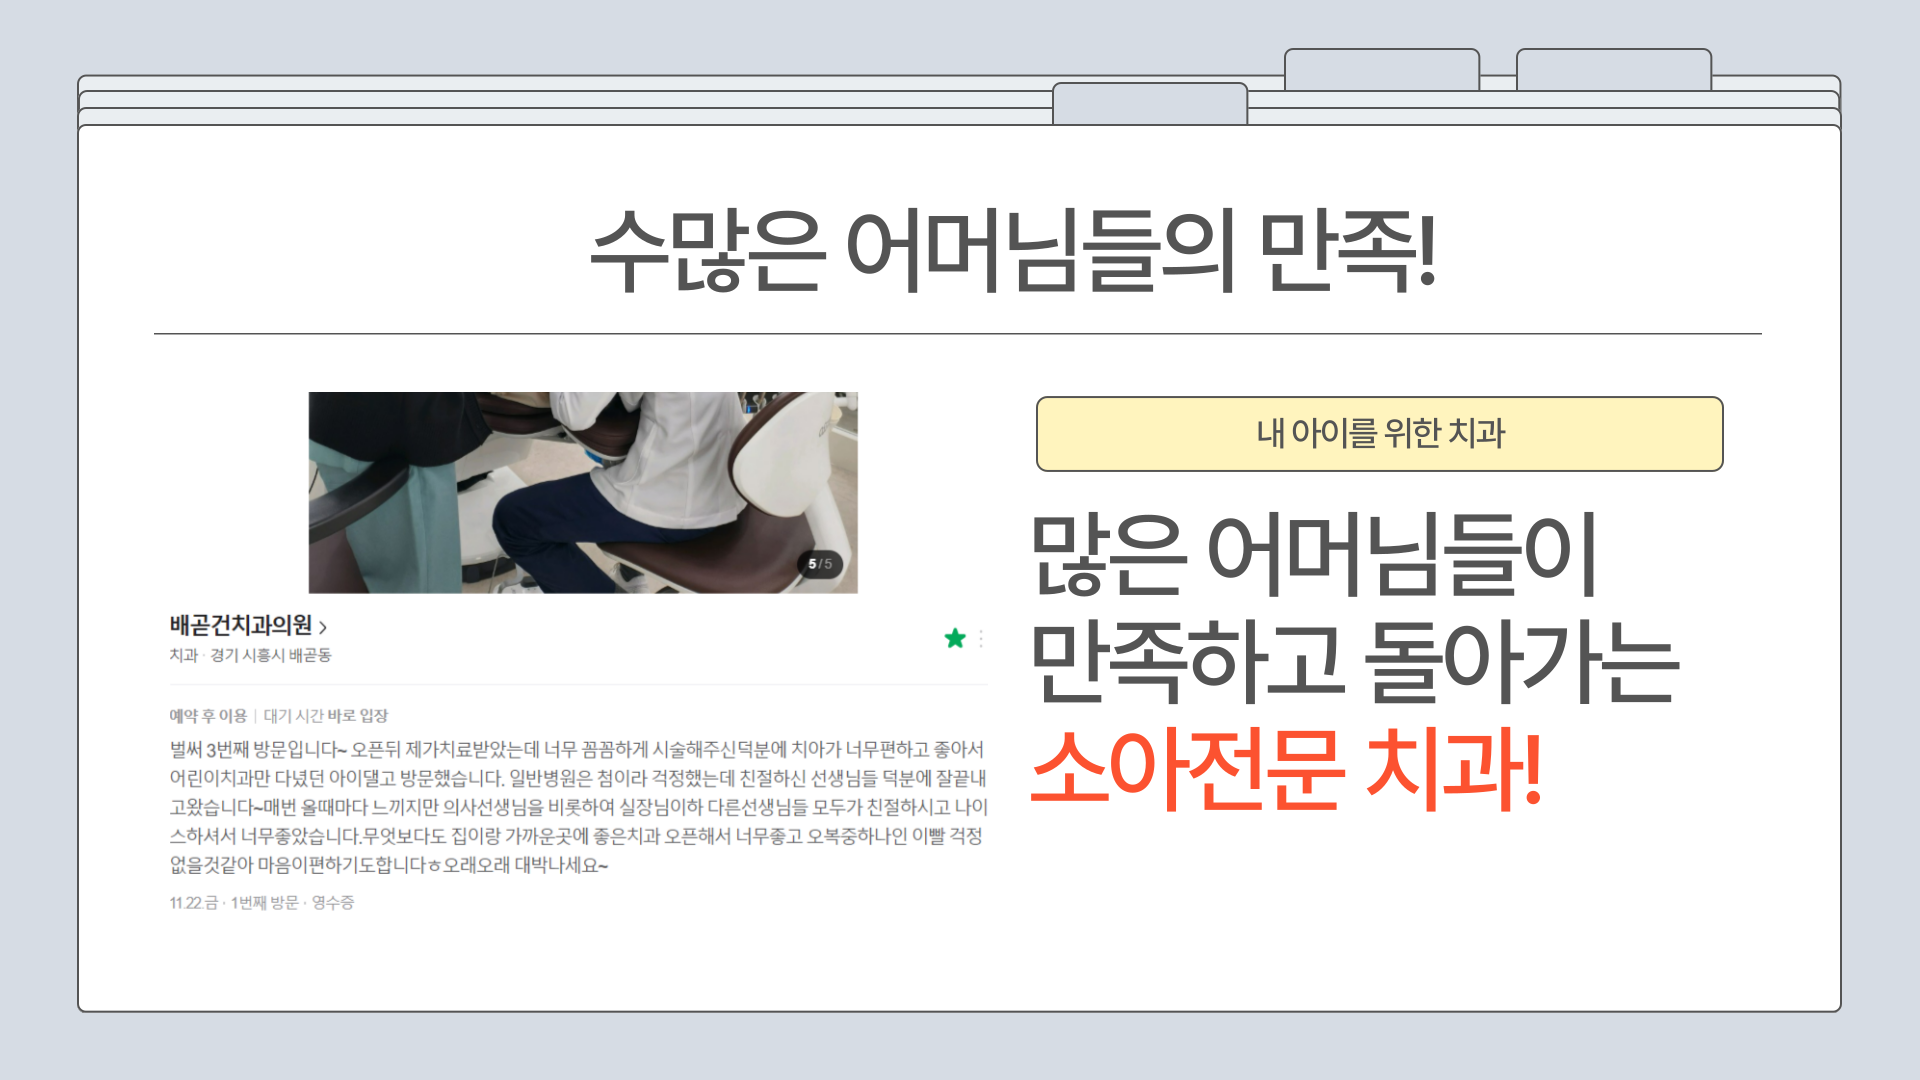 수많은 어머님들의 만족!
5/5
배곧건치과의원 >
치과 · 경기 시흥시 배곧동
예약 후 이용 | 대기 시간 바로 입장
벌써 3번째 방문입니다~ 오픈뒤 제가치료받았는데 너무 꼼꼼하게 시술해주신덕분에 치아가 너무편하고 좋아서
어린이치과만 다녔던 아이댈고 방문했습니다. 일반병원은 첨이라 걱정했는데 친절하신 선생님들 덕분에 잘끝내
고왔습니다~매번 올때마다 느끼지만 의사선생님을 비롯하여 실장님이하 다른선생님들 모두가 친절하시고 나이
스하셔서 너무좋았습니다.무엇보다도 집이랑 가까운곳에 좋은치과 오픈해서 너무좋고 오복중하나인 이빨 걱정
없을것같아 마음이편하기도합니다ㅎ오래오래 대박나세요~
11.22.금 · 1번째 방문 · 영수증
내 아이를 위한 치과
많은 어머님들이
만족하고 돌아가는
소아전문 치과!